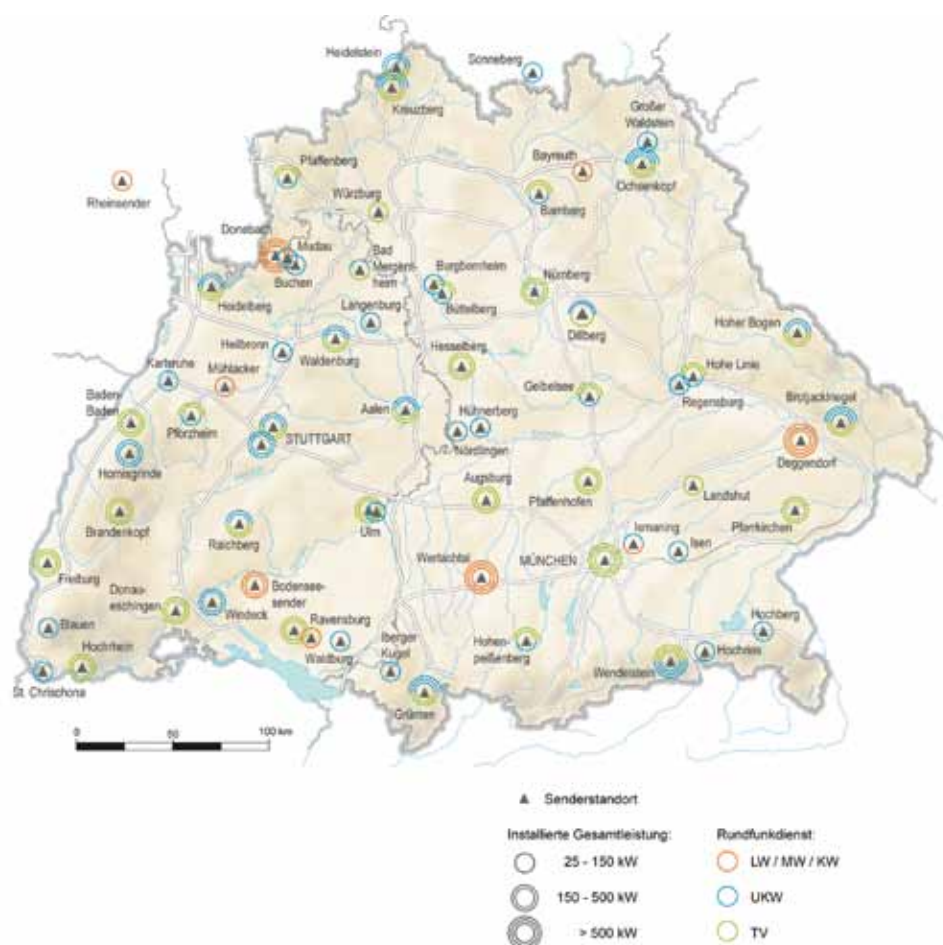 Heidelstein
Sonneberg
Kreuzberg
Großer
Waldstein
Pfaffenberg
Bayreuth
Ochsenkopf
Rheinsender
Würzburg
Bamberg
Donebach
Mudau
Buchen
Bad
Mergent-
heim
Burgbernheim
Büttelberg
Nürnberg
Heidelberg
Langenburg
Dillberg
Hoher Bogen
Heilbronn
Waldenburg
Hesselberg
Karlsruhe
Mühlacker
Geibelsee
Hohe Linie
Regensburg
Brotjacklriegel
Baden-
Baden
Pforzheim
Aalen
Hühnerberg
Nördlingen
STUTTGART
Deggendorf
Hornisgrinde
Augsburg
Pfaffenhofen
Landshut
Pfarrkirchen
Brandenkopf
Raichberg
Ulm
Ismaning
Isen
MÜNCHEN
Wertachtal
Freiburg
Donau-
eschingen
Bodensee-
sender
Windeck
Ravensburg
Waldburg
Blauen
Hochrhein
St. Chrischona
Iberger
Kugel
Hohen-
peißenberg
Hochberg
Hochries
Wendelstein
Grünten
0 50 100 km
Senderstandort
Installierte Gesamtleistung: Rundfunkdienst:
25 - 150 kW LW / MW / KW
150 - 500 kW UKW
> 500 kW TV